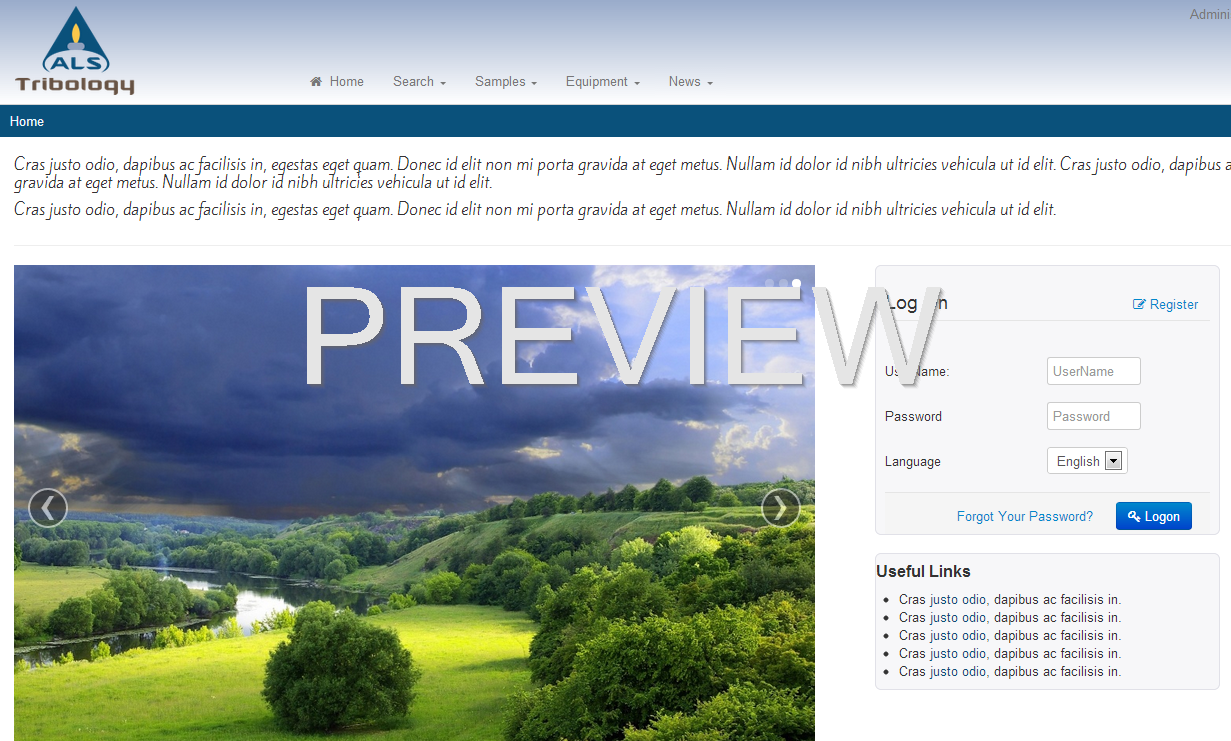 Admini
ALS
Tribology
Home Search Samples Equipment News
Home
Cras justo odio, dapibus ac facilisis in, egestas eget quam. Donec id elit non mi porta gravida at eget metus. Nullam id dolor id nibh ultricies vehicula ut id elit. Cras justo odio, dapibus a
gravida at eget metus. Nullam id dolor id nibh ultricies vehicula ut id elit.
Cras justo odio, dapibus ac facilisis in, egestas eget quam. Donec id elit non mi porta gravida at eget metus. Nullam id dolor id nibh ultricies vehicula ut id elit.
PREVIEW
Log In
Register
UserName: UserName
Password Password
Language English
Forgot Your Password? Logon
Useful Links
Cras justo odio, dapibus ac facilisis in.
Cras justo odio, dapibus ac facilisis in.
Cras justo odio, dapibus ac facilisis in.
Cras justo odio, dapibus ac facilisis in.
Cras justo odio, dapibus ac facilisis in.